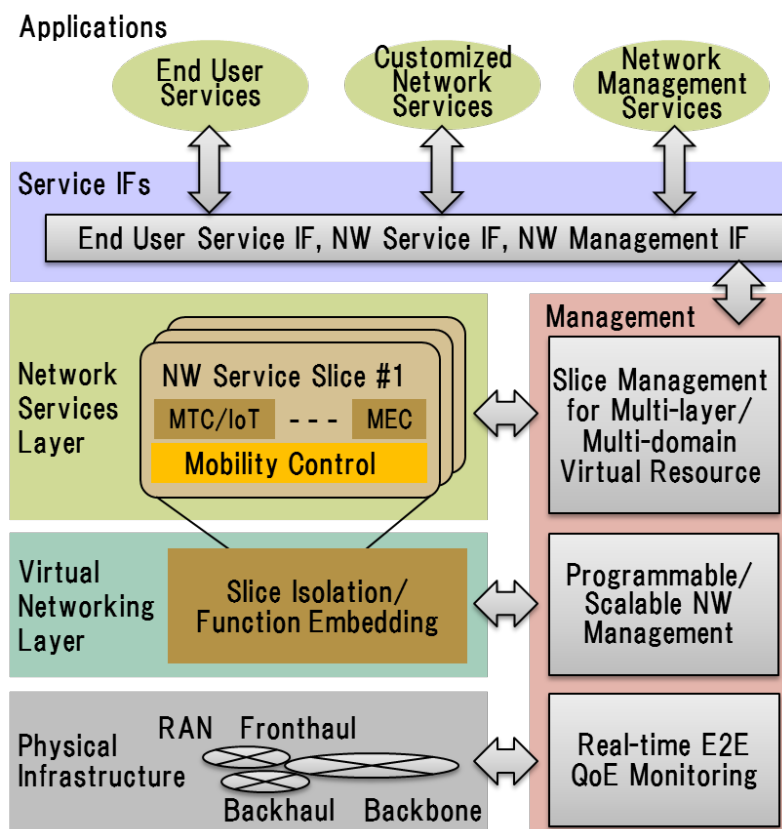 Applications
End User
Services
Customized
Network
Services
Network
Management
Services
Service IFs
End User Service IF, NW Service IF, NW Management IF
Network
Services
Layer
NW Service Slice #1
MTC/IoT - - - MEC
Mobility Control
Management
Slice Management
for Multi-layer/
Multi-domain
Virtual Resource
Virtual
Networking
Layer
Slice Isolation/
Function Embedding
Programmable/
Scalable NW
Management
Physical
Infrastructure
RAN Fronthaul
Backhaul Backbone
Real-time E2E
QoE Monitoring